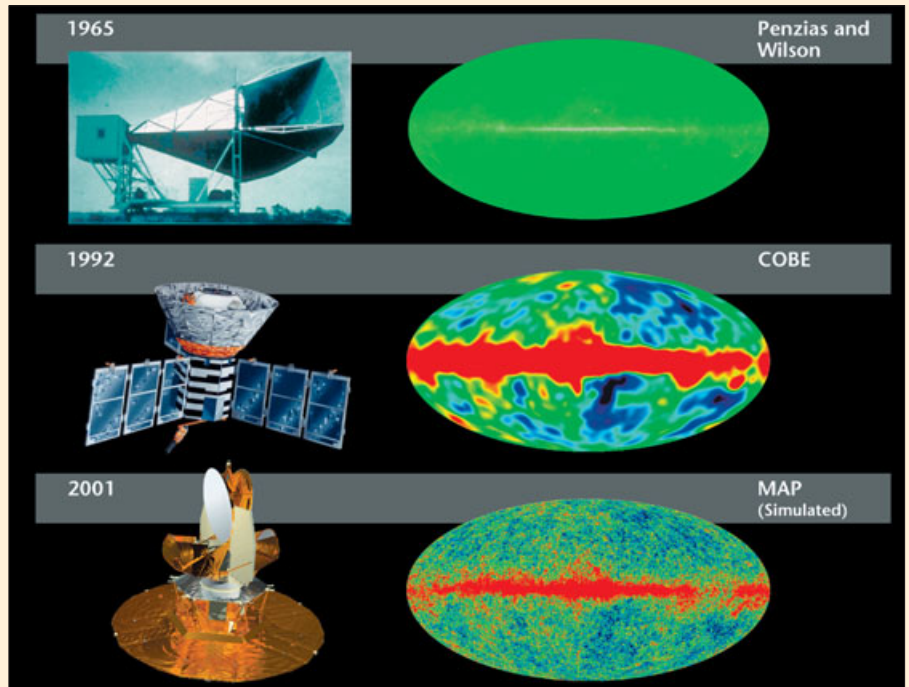 1965
Penzias and
Wilson
1992
COBE
2001
MAP
(Simulated)